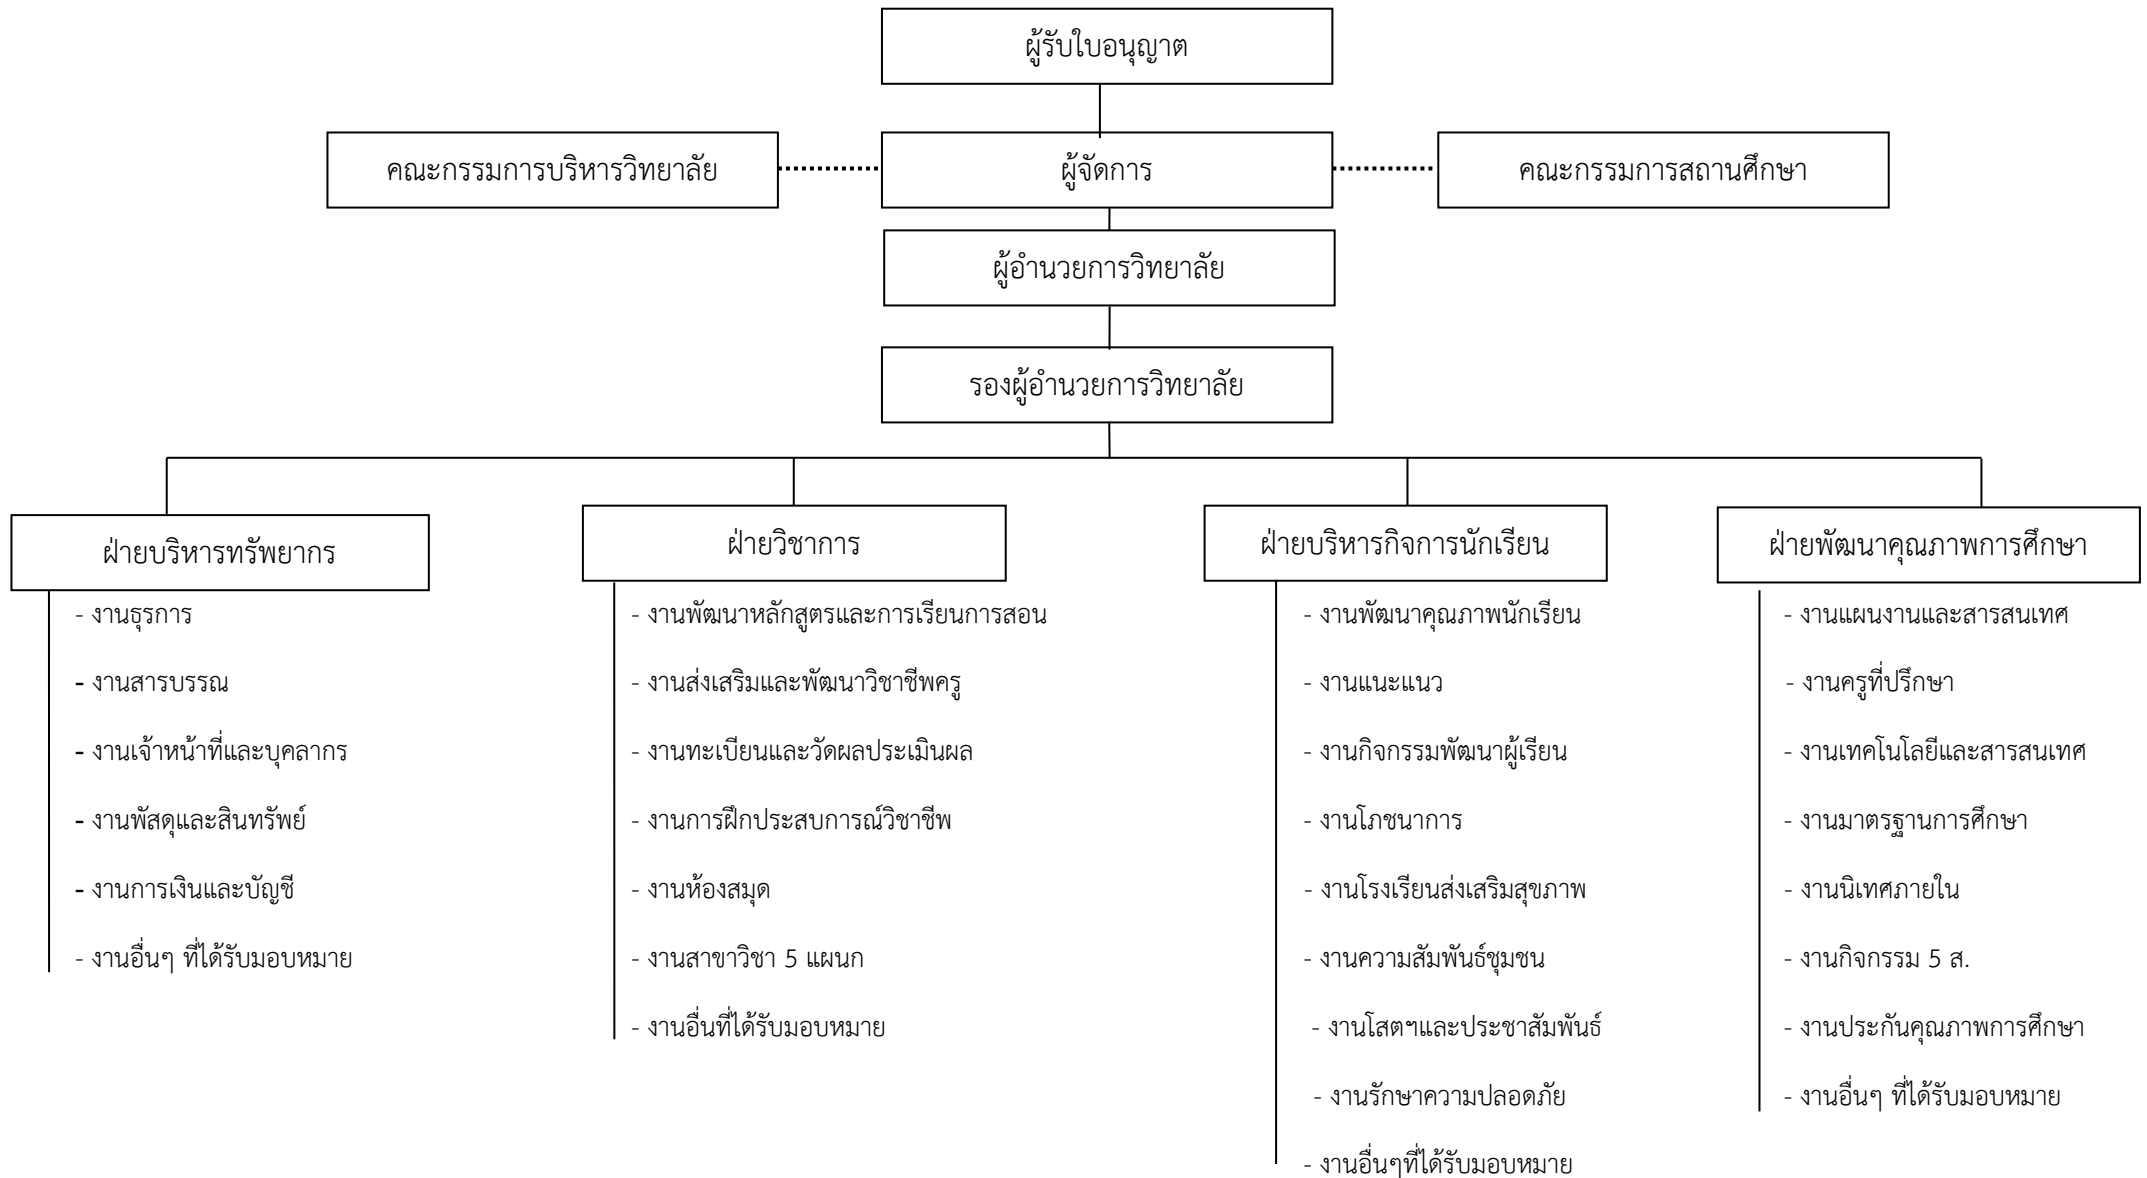 ผู้รับใบอนุญาต
คณะกรรมการบริหารวิทยาลัย
ผู้จัดการ
คณะกรรมการสถานศึกษา
ผู้อำนวยการวิทยาลัย
รองผู้อำนวยการวิทยาลัย
ฝ่ายบริหารทรัพยากร
- งานธุรการ
- งานสารบรรณ
- งานเจ้าหน้าที่และบุคลากร
- งานพัสดุและสินทรัพย์
- งานการเงินและบัญชี
- งานอื่นๆ ที่ได้รับมอบหมาย
ฝ่ายวิชาการ
- งานพัฒนาหลักสูตรและการเรียนการสอน
- งานส่งเสริมและพัฒนาวิชาชีพครู
- งานทะเบียนและวัดผลประเมินผล
- งานการฝึกประสบการณ์วิชาชีพ
- งานห้องสมุด
- งานสาขาวิชา 5 แผนก
- งานอื่นที่ได้รับมอบหมาย
ฝ่ายบริหารกิจการนักเรียน
- งานพัฒนาคุณภาพนักเรียน
- งานแนะแนว
- งานกิจกรรมพัฒนาผู้เรียน
- งานโภชนาการ
- งานโรงเรียนส่งเสริมสุขภาพ
- งานความสัมพันธ์ชุมชน
- งานโสตฯและประชาสัมพันธ์
- งานรักษาความปลอดภัย
- งานอื่นๆที่ได้รับมอบหมาย
ฝ่ายพัฒนาคุณภาพการศึกษา
- งานแผนงานและสารสนเทศ
- งานครูที่ปรึกษา
- งานเทคโนโลยีและสารสนเทศ
- งานมาตรฐานการศึกษา
- งานนิเทศภายใน
- งานกิจกรรม 5 ส.
- งานประกันคุณภาพการศึกษา
- งานอื่นๆ ที่ได้รับมอบหมาย